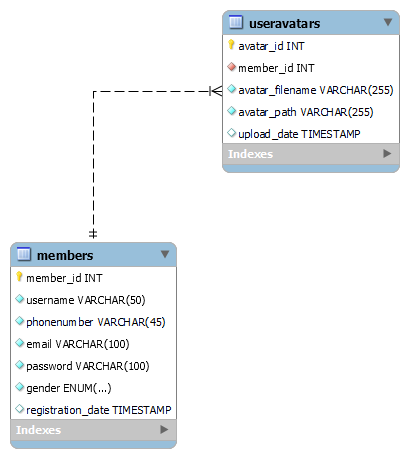 useravatars
avatar_id INT
member_id INT
avatar_filename VARCHAR(255)
avatar_path VARCHAR(255)
upload_date TIMESTAMP
Indexes
members
member_id INT
username VARCHAR(50)
phonenumber VARCHAR(45)
email VARCHAR(100)
password VARCHAR(100)
gender ENUM(...)
registration_date TIMESTAMP
Indexes